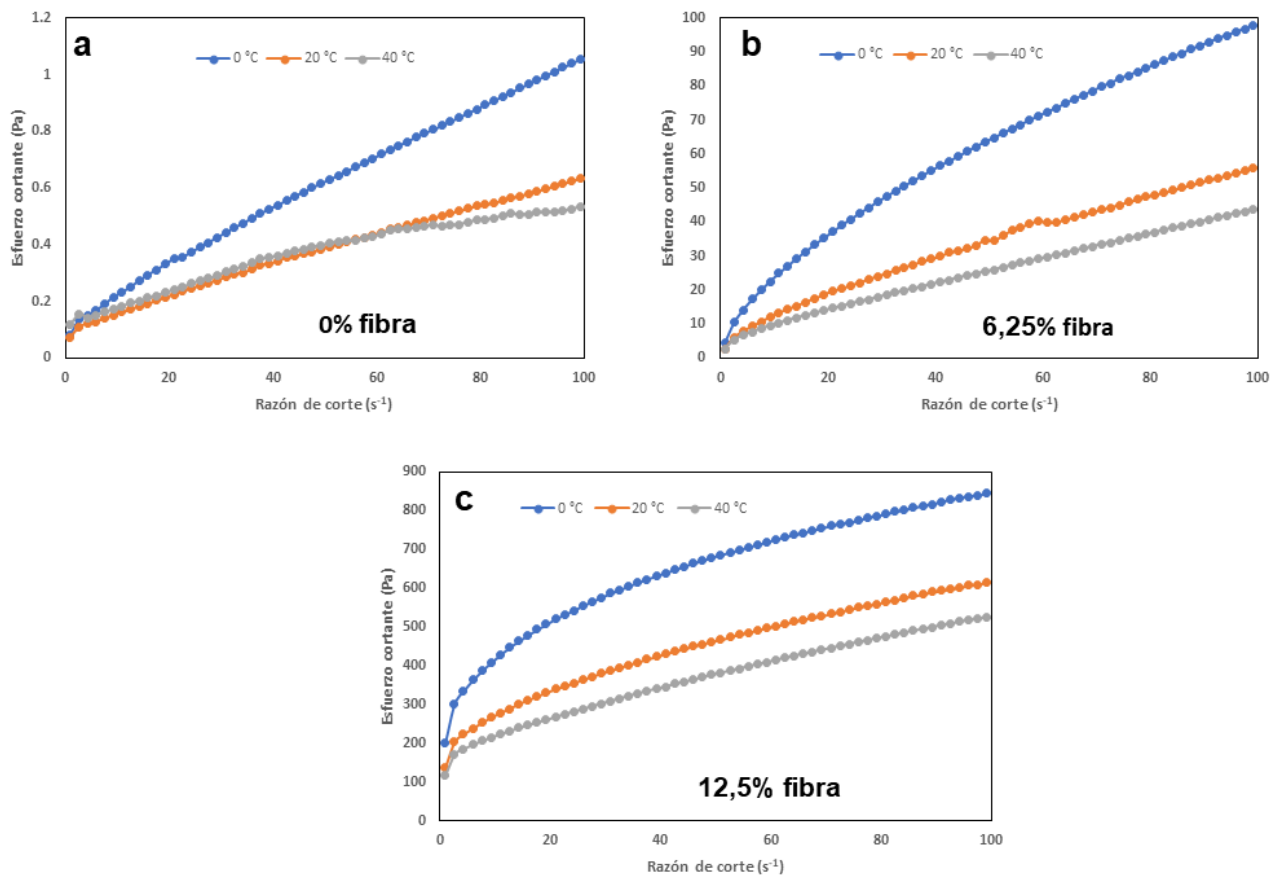 a
0 °C 20 °C 40 °C
1.2
1
0.8
0.6
0.4
0.2
0
Esfuerzo cortante (Pa)
0% fibra
0 20 40 60 80 100
Razón de corte (s⁻¹)
b
0 °C 20 °C 40 °C
100
90
80
70
60
50
40
30
20
10
0
Esfuerzo cortante (Pa)
6,25% fibra
0 20 40 60 80 100
Razón de corte (s⁻¹)
c
0 °C 20 °C 40 °C
900
800
700
600
500
400
300
200
100
0
Esfuerzo cortante (Pa)
12,5% fibra
0 20 40 60 80 100
Razón de corte (s⁻¹)